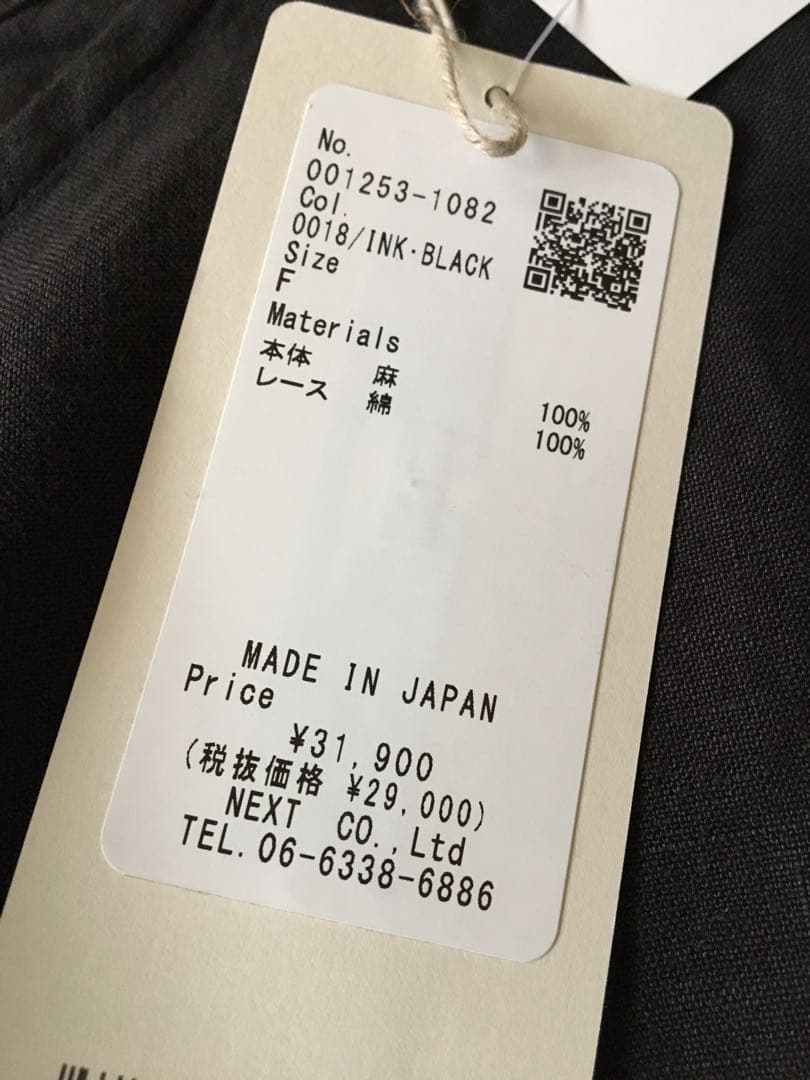 No.
001253-1082
Col.
0018/INK・BLACK
Size
F
Materials
本体 麻 100%
レース 綿 100%
MADE IN JAPAN
Price
¥31,900
(税抜価格 ¥29,000)
NEXT CO.,Ltd
TEL.06-6338-6886